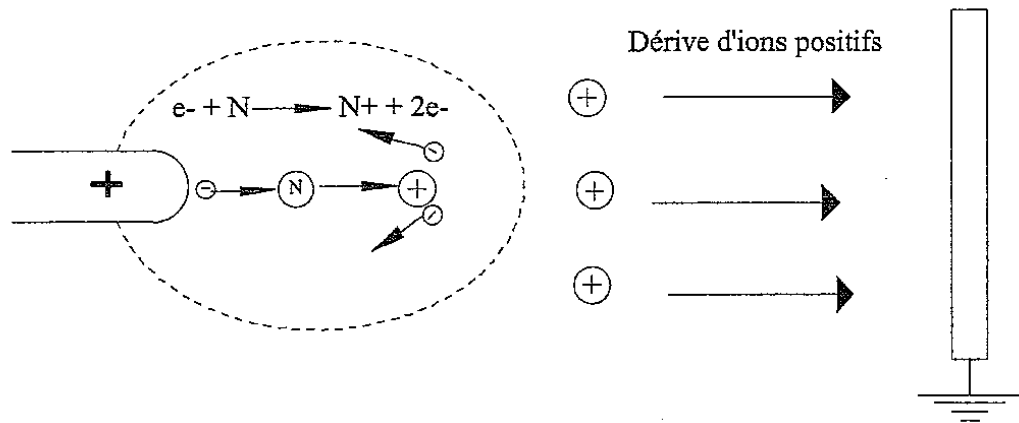 Dérive d'ions positifs
e- + N → N+ + 2e-
+
+
- N +
-
-
+
+